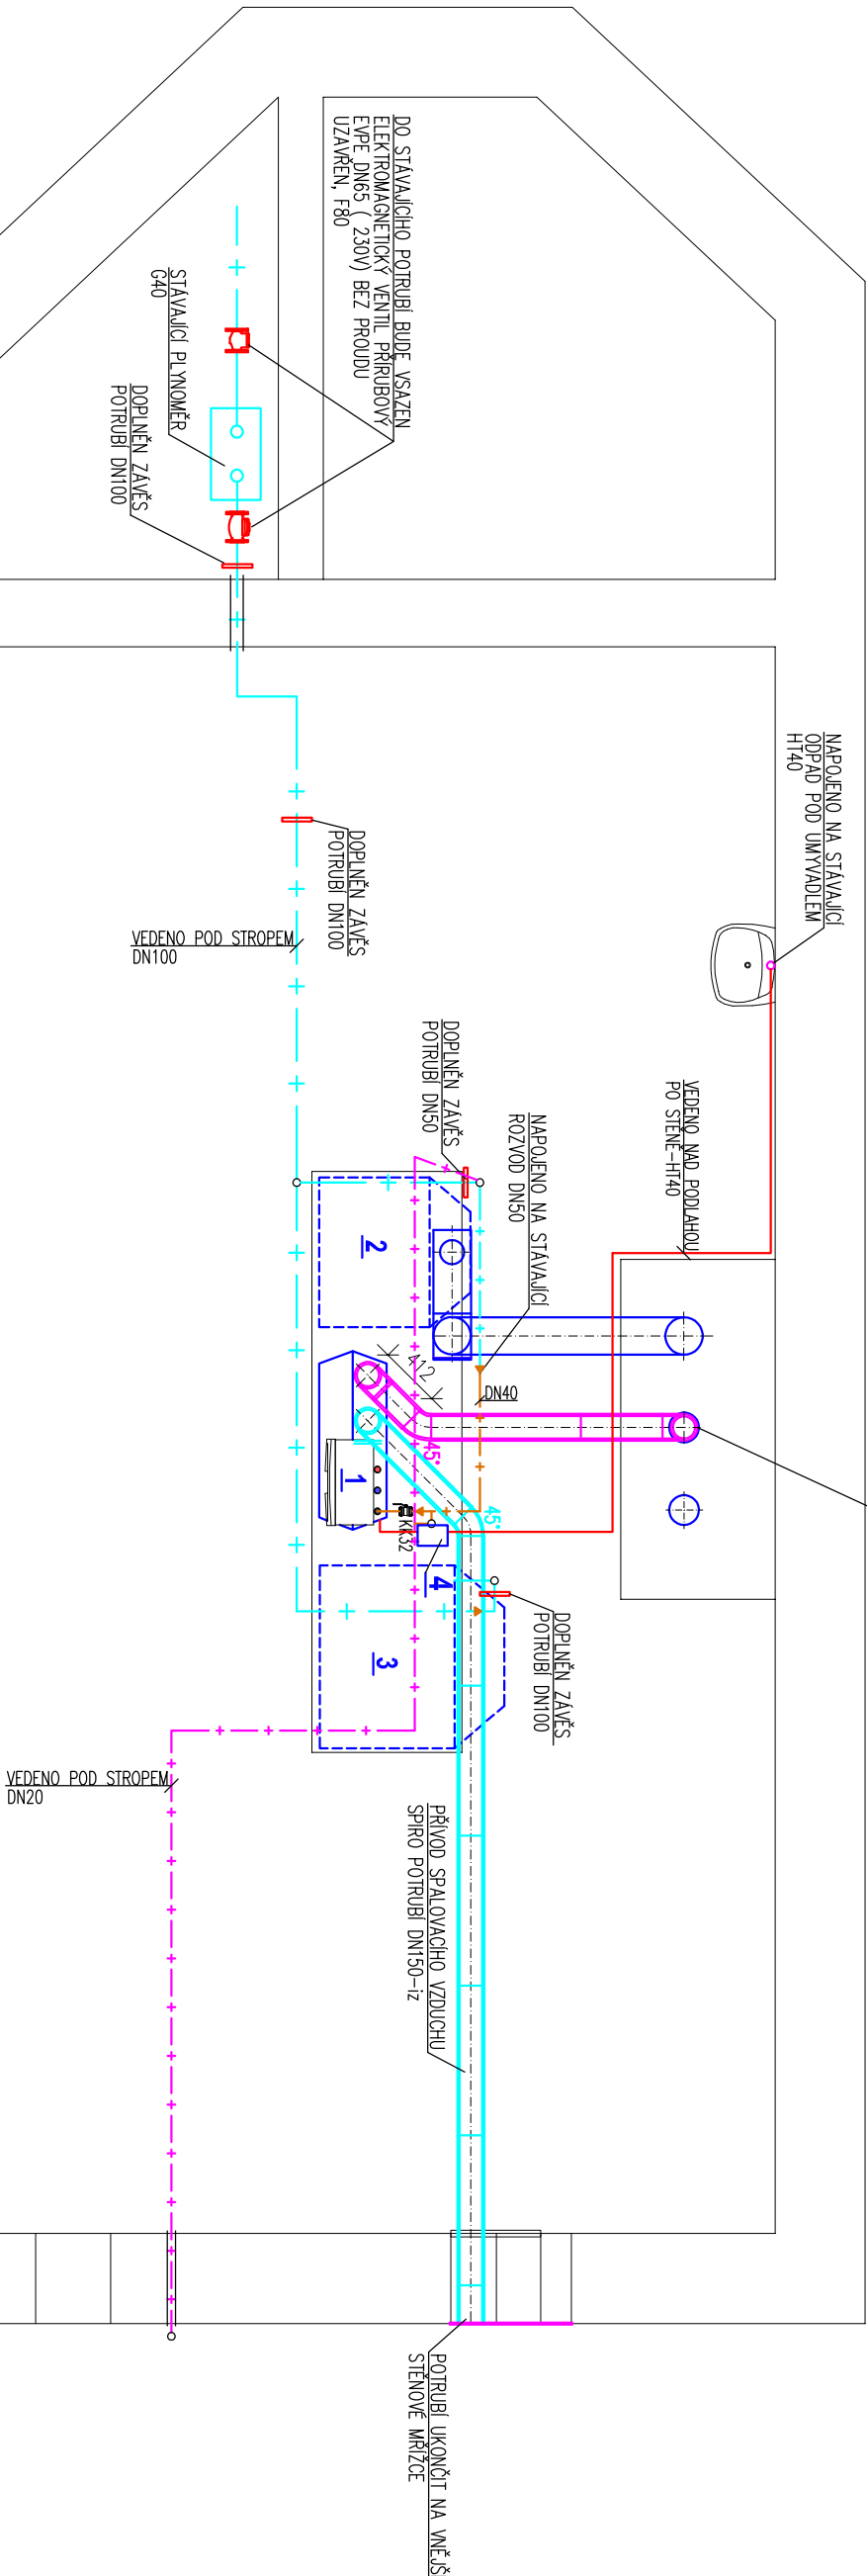 DO STÁVAJÍCÍHO POTRUBÍ BUDE VSAZEN
ELEKTROMAGNETICKÝ VENTIL PŘÍRUBOVÝ
EVPE DN65 ( 230V) BEZ PROUDU
UZAVŘEN, F80
STÁVAJÍCÍ PLYNOMĚR
G40
DOPLNĚN ZÁVĚS
POTRUBÍ DN100
NAPOJENO NA STÁVAJÍCÍ
ODPAD POD UMYVADLEM
HT40
DOPLNĚN ZÁVĚS
POTRUBÍ DN100
VEDENO POD STROPEM
DN100
DOPLNĚN ZÁVĚS
POTRUBÍ DN50
NAPOJENO NA STÁVAJÍCÍ
ROZVOD DN50
VEDENO NAD PODLAHOU
PO STĚNĚ-HT40
2
412
DN40
45°
1
45°
KK32
4
3
DOPLNĚN ZÁVĚS
POTRUBÍ DN100
VEDENO POD STROPEM
DN20
PŘÍVOD SPALOVACÍHO VZDUCHU
SPIRO POTRUBÍ DN150-iz
POTRUBÍ UKONČIT NA VNĚJŠ
STĚNOVÉ MŘÍŽCE